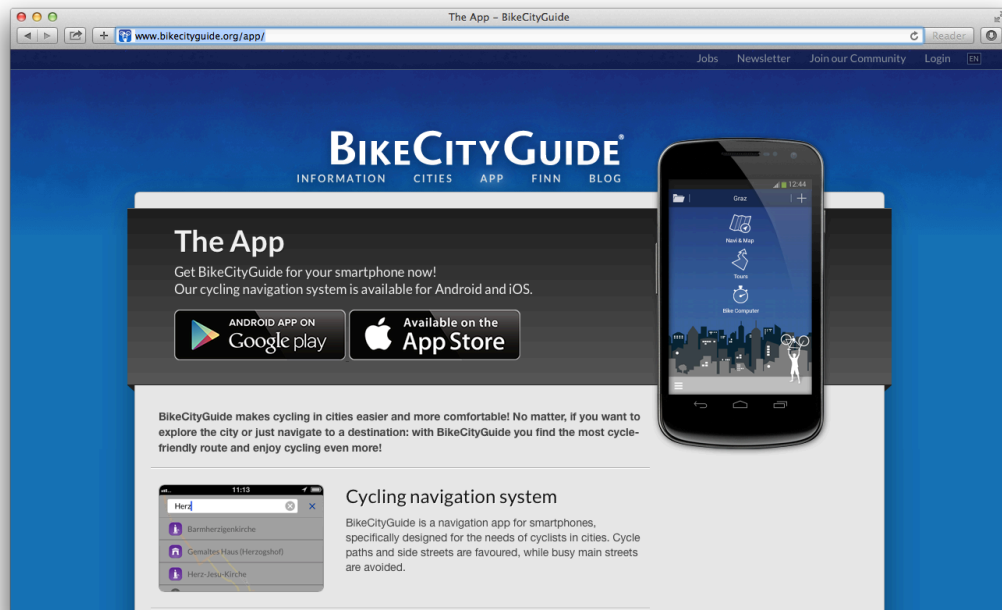 The App – BikeCityGuide
www.bikecityguide.org/app/
Reader
Jobs Newsletter Join our Community Login EN
BIKECITYGUIDE®
INFORMATION CITIES APP FINN BLOG
12:44
Graz
Navi & Map
Tours
Bike Computer
The App
Get BikeCityGuide for your smartphone now!
Our cycling navigation system is available for Android and iOS.
ANDROID APP ON
Google play
Available on the
App Store
BikeCityGuide makes cycling in cities easier and more comfortable! No matter, if you want to
explore the city or just navigate to a destination: with BikeCityGuide you find the most cycle-
friendly route and enjoy cycling even more!
11:13
Herz
Barmherzigenkirche
Gemaltes Haus (Herzogshof)
Herz-Jesu-Kirche
Cycling navigation system
BikeCityGuide is a navigation app for smartphones,
specifically designed for the needs of cyclists in cities. Cycle
paths and side streets are favoured, while busy main streets
are avoided.